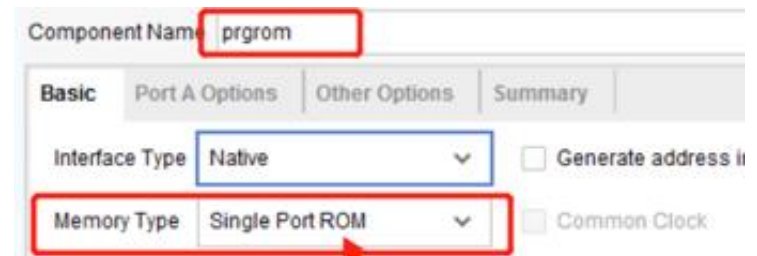 Component Name prgrom
Basic Port A Options Other Options Summary
Interface Type Native Generate address
Memory Type Single Port ROM Common Clock